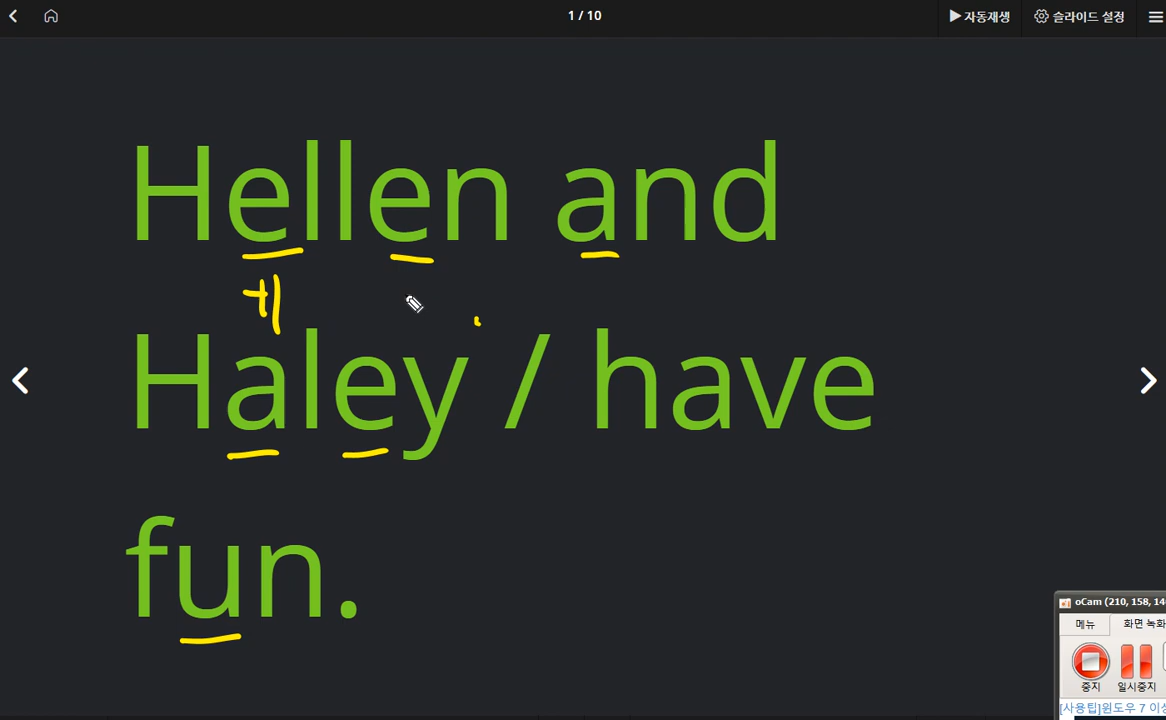 1 / 10
▶자동재생
슬라이드 설정
Hellen and
ㅔ
Haley / have
fun.
oCam (210, 158, 14
메뉴
화면 녹화
중지
일시중지
[사용팁]윈도우 7 이상